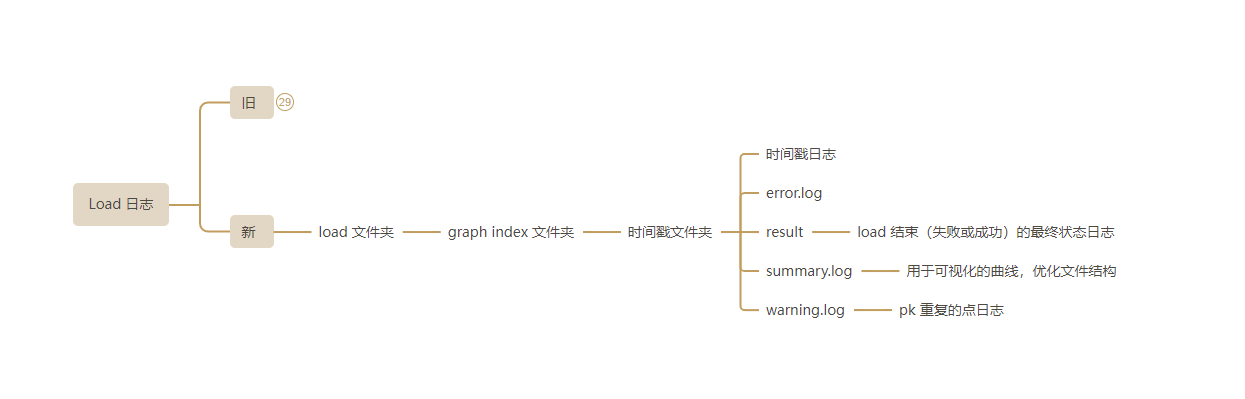 Load 日志
旧
29
新
load 文件夹
graph index 文件夹
时间戳文件夹
时间戳日志
error.log
result
load 结束（失败或成功）的最终状态日志
summary.log
用于可视化的曲线，优化文件结构
warning.log
pk 重复的点日志